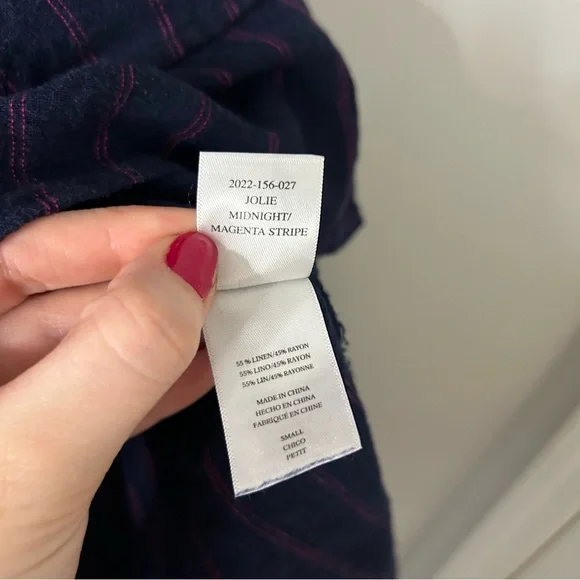 2022-156-027
JOLIE
MIDNIGHT/
MAGENTA STRIPE
55 % LINEN/45% RAYON
55% LINO/45% RAYON
55% LIN/45% RAYONNE
MADE IN CHINA
HECHO EN CHINA
FABRIQUÉ EN CHINE
SMALL
CHICO
PETIT